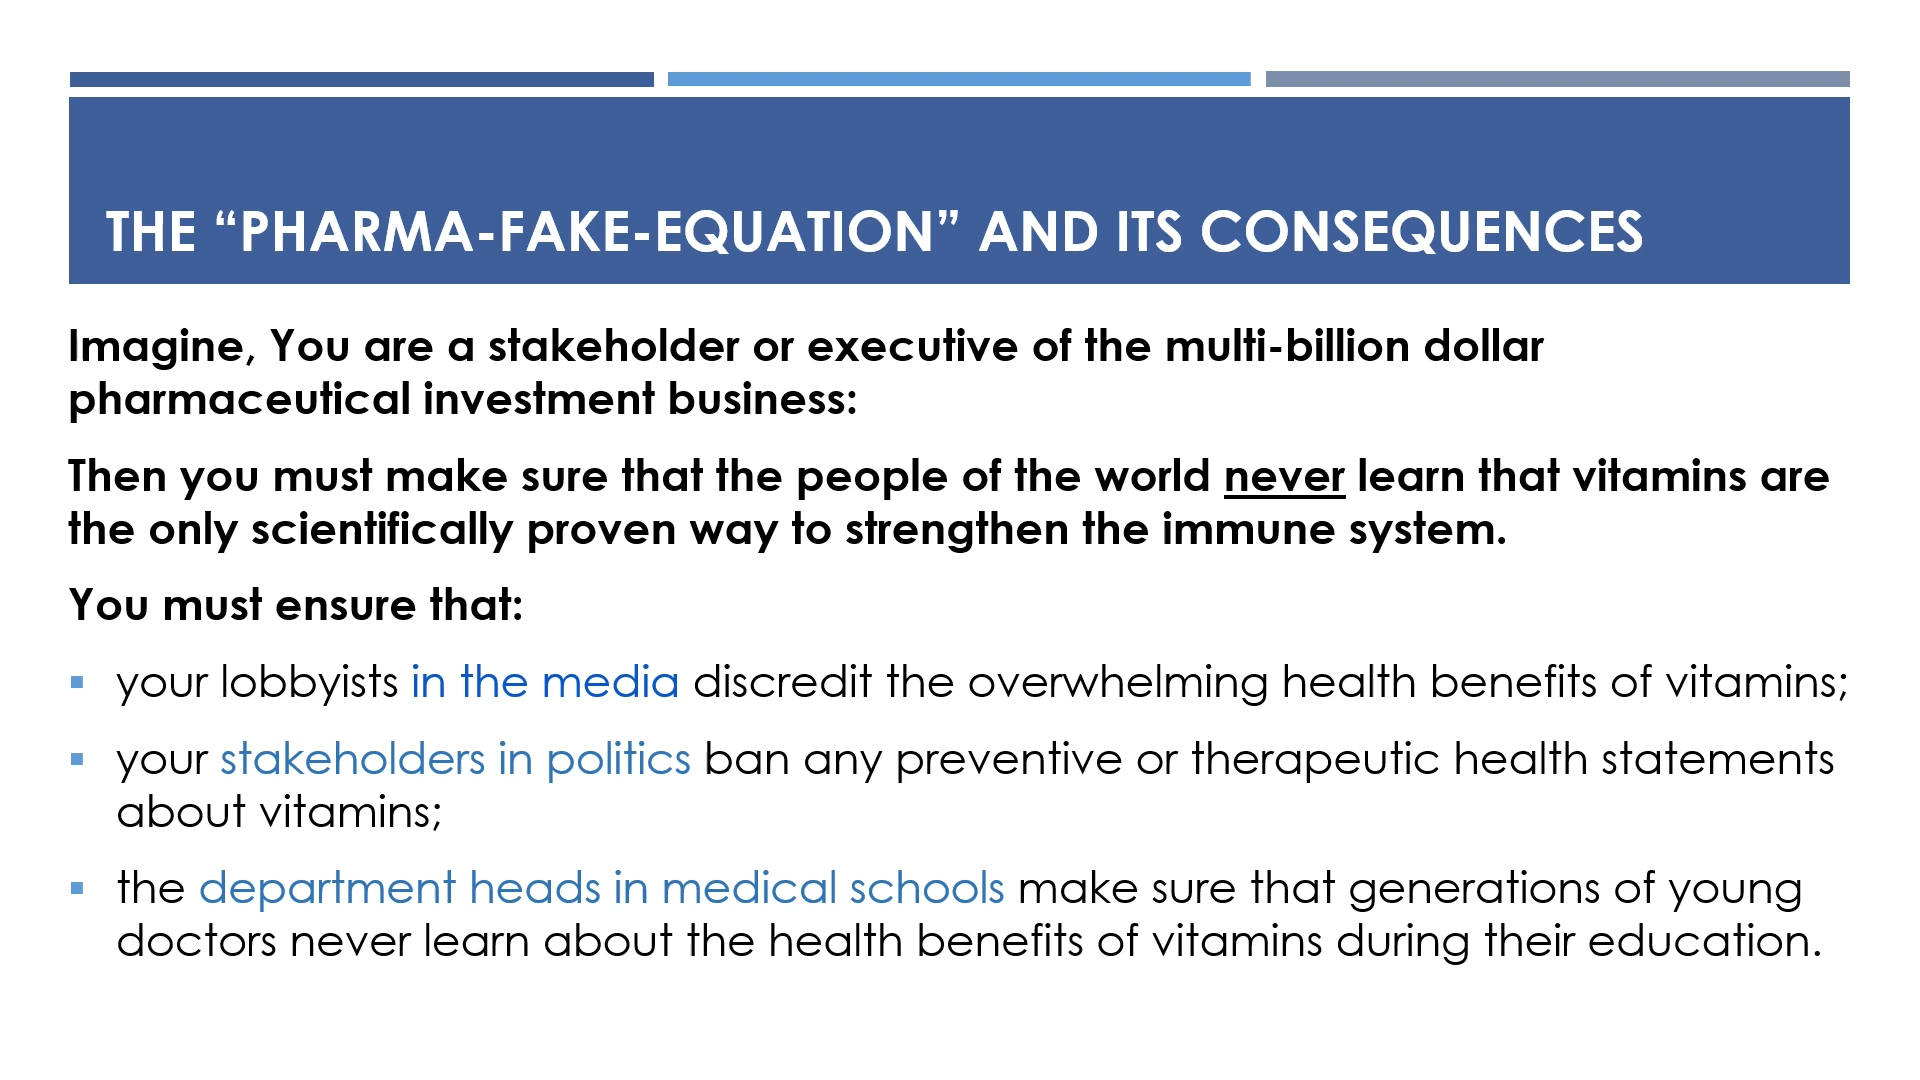 THE “PHARMA-FAKE-EQUATION” AND ITS CONSEQUENCES
Imagine, You are a stakeholder or executive of the multi-billion dollar
pharmaceutical investment business:
Then you must make sure that the people of the world never learn that vitamins are
the only scientifically proven way to strengthen the immune system.
You must ensure that:
▪ your lobbyists in the media discredit the overwhelming health benefits of vitamins;
▪ your stakeholders in politics ban any preventive or therapeutic health statements
about vitamins;
▪ the department heads in medical schools make sure that generations of young
doctors never learn about the health benefits of vitamins during their education.